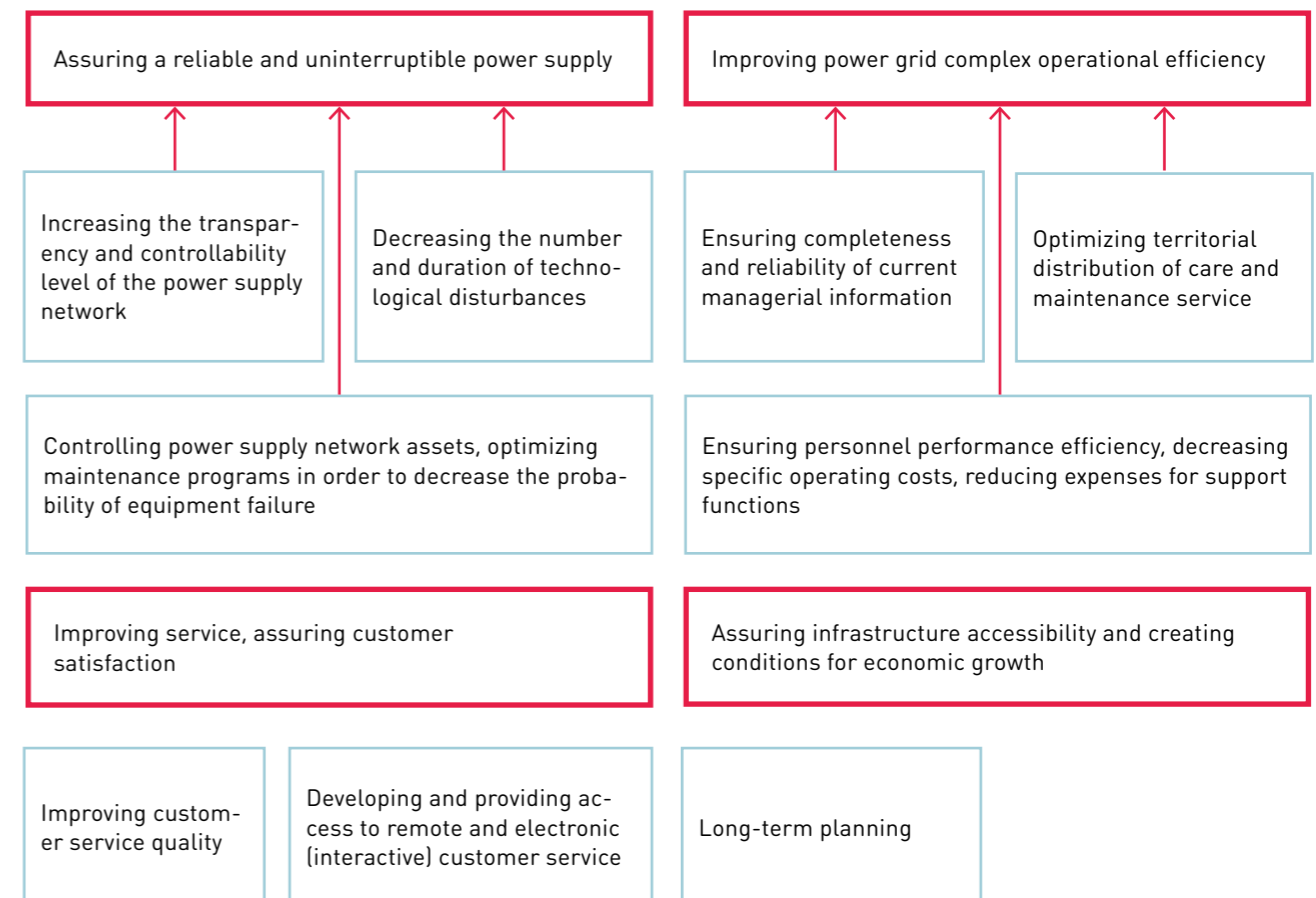 Assuring a reliable and uninterruptible power supply
Improving power grid complex operational efficiency
Increasing the transpar-
ency and controllability
level of the power supply
network
Decreasing the number
and duration of techno-
logical disturbances
Ensuring completeness
and reliability of current
managerial information
Optimizing territorial
distribution of care and
maintenance service
Controlling power supply network assets, optimizing
maintenance programs in order to decrease the proba-
bility of equipment failure
Ensuring personnel performance efficiency, decreasing
specific operating costs, reducing expenses for support
functions
Improving service, assuring customer
satisfaction
Assuring infrastructure accessibility and creating
conditions for economic growth
Improving custom-
er service quality
Developing and providing ac-
cess to remote and electronic
(interactive) customer service
Long-term planning